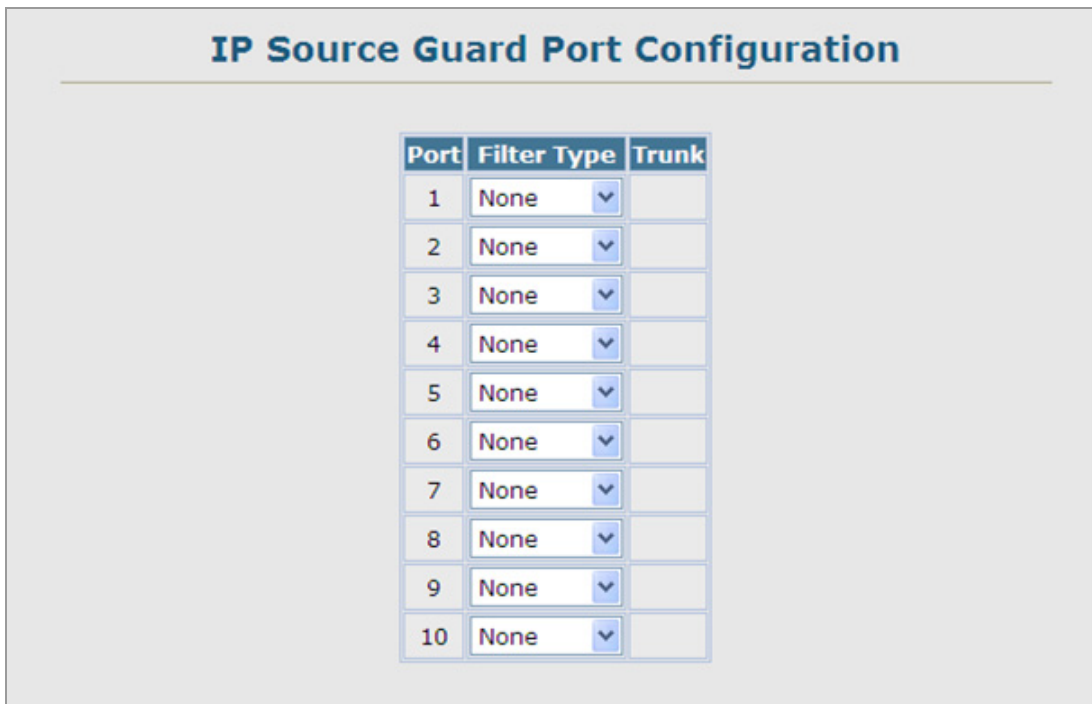 IP Source Guard Port Configuration
Port Filter Type Trunk
1 None
2 None
3 None
4 None
5 None
6 None
7 None
8 None
9 None
10 None